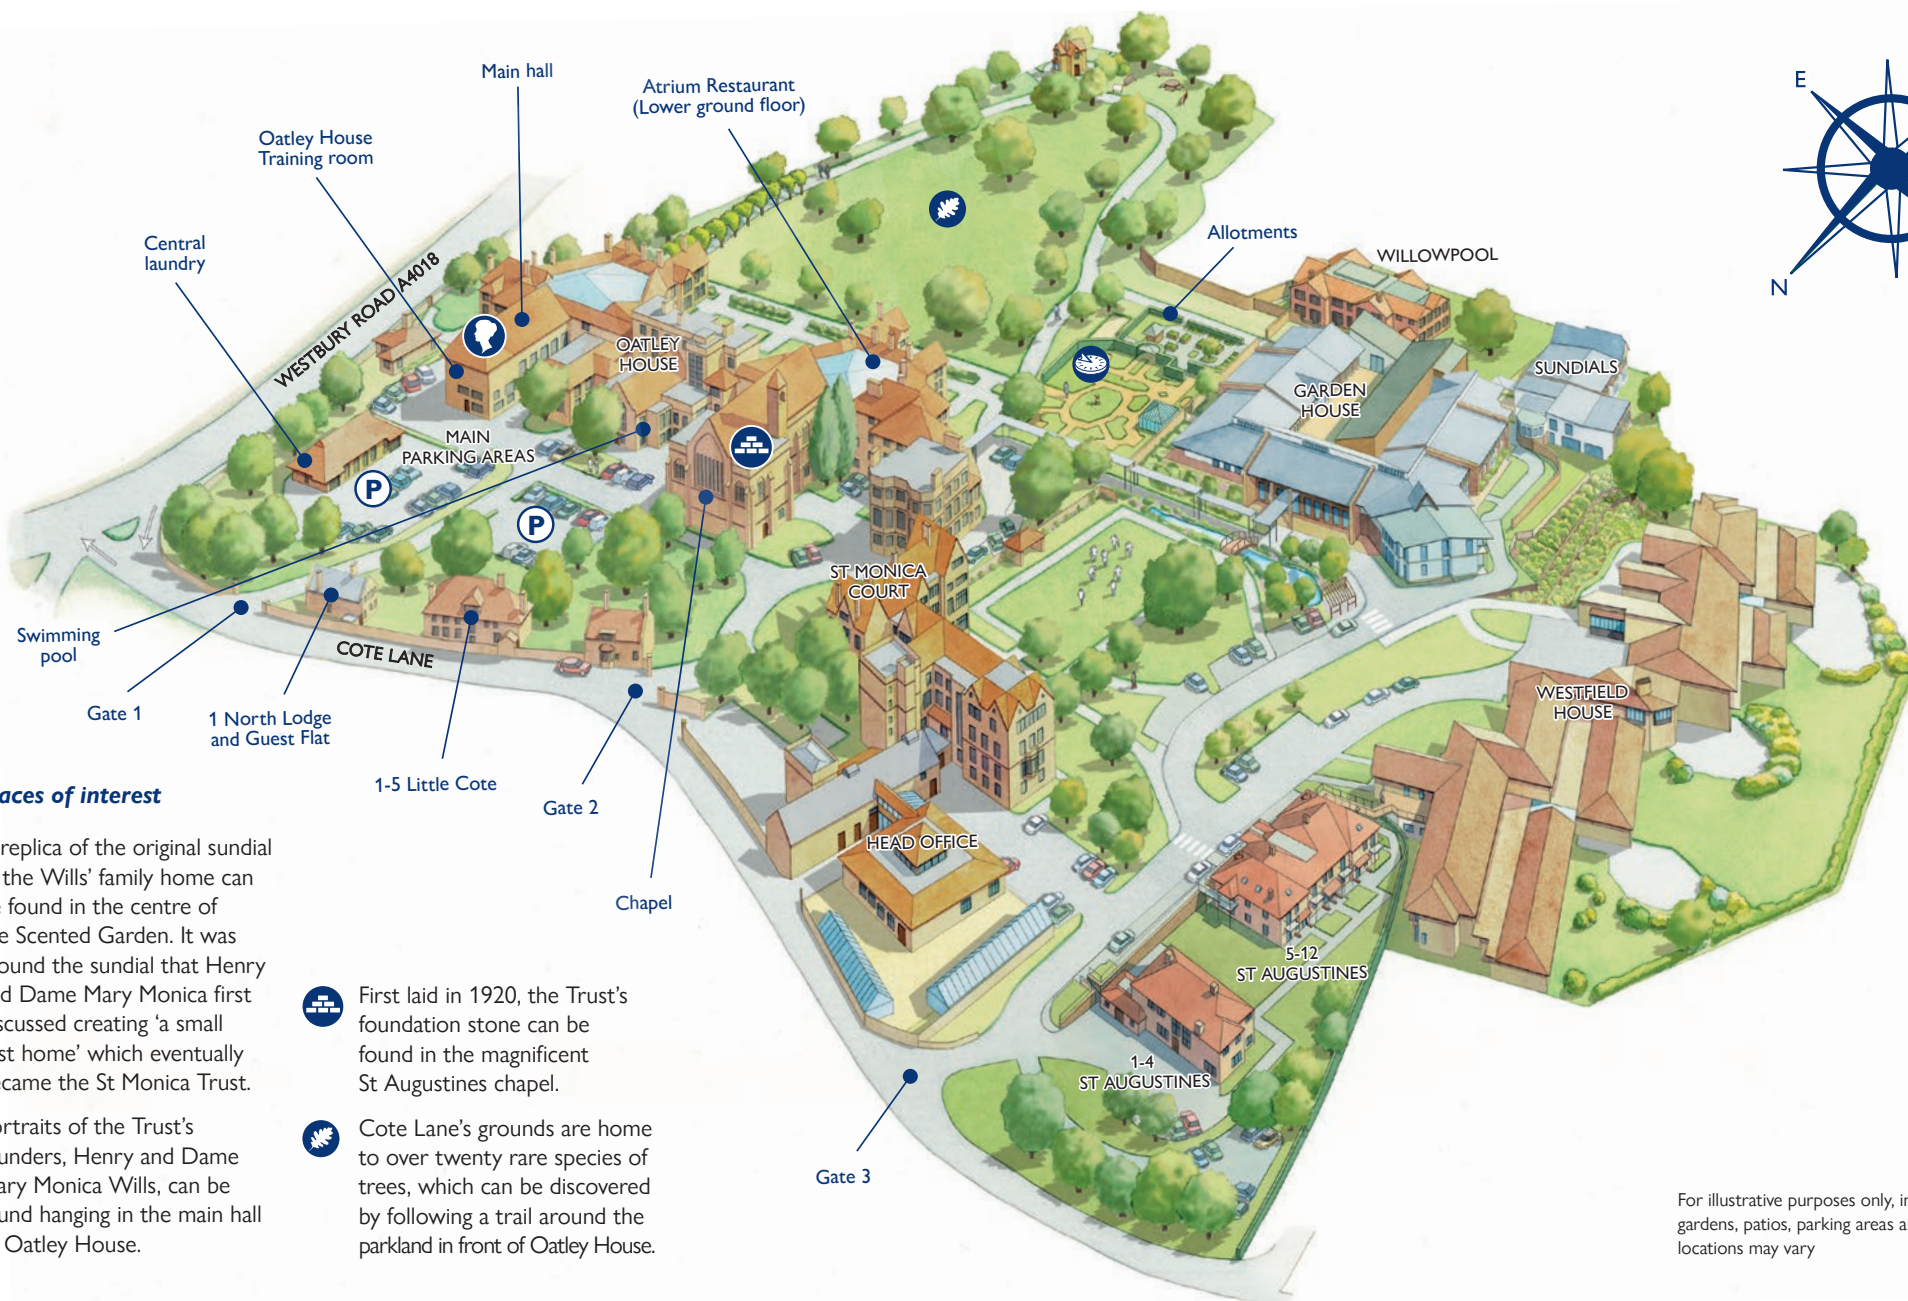 Main hall
Atrium Restaurant
(Lower ground floor)
Oatley House
Training room
Central
laundry
WESTBURY ROAD A4018
Allotments
WILLOWPOOL
E
N
OATLEY
HOUSE
SUNDIALS
GARDEN
HOUSE
MAIN
PARKING AREAS
P
P
ST MONICA
COURT
Swimming
pool
COTE LANE
Gate 1
1 North Lodge
and Guest Flat
1-5 Little Cote
Gate 2
Chapel
WESTFIELD
HOUSE
HEAD OFFICE
5-12
ST AUGUSTINES
1-4
ST AUGUSTINES
Gate 3
aces of interest
replica of the original sundial
the Wills' family home can
found in the centre of
e Scented Garden. It was
ound the sundial that Henry
d Dame Mary Monica first
scussed creating ‘a small
st home’ which eventually
ecame the St Monica Trust.
ortraits of the Trust’s
unders, Henry and Dame
ary Monica Wills, can be
und hanging in the main hall
Oatley House.
First laid in 1920, the Trust’s
foundation stone can be
found in the magnificent
St Augustines chapel.
Cote Lane’s grounds are home
to over twenty rare species of
trees, which can be discovered
by following a trail around the
parkland in front of Oatley House.
For illustrative purposes only, in
gardens, patios, parking areas a
locations may vary